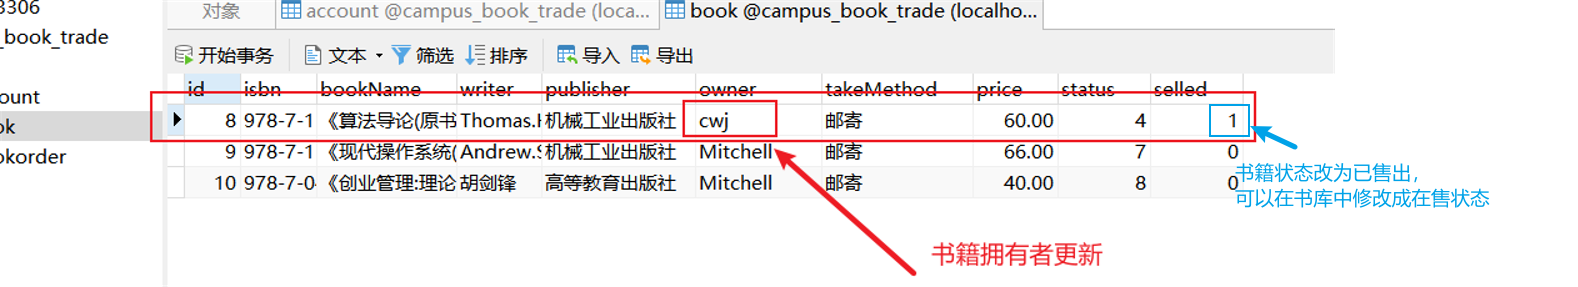 3306
对象
account @campus_book_trade (loca...
book @campus_book_trade (localho...
_book_trade
开始事务
文本
筛选
排序
导入
导出
id isbn bookName writer publisher owner takeMethod price status selled
ount
8 978-7-1 《算法导论(原书 Thomas. 机械工业出版社 cwj 邮寄 60.00 4 1
ok
9 978-7-1 《现代操作系统( Andrew.S 机械工业出版社 Mitchell 邮寄 66.00 7 0
okorder
10 978-7-0 《创业管理:理论 胡剑锋 高等教育出版社 Mitchell 邮寄 40.00 8 0
书籍状态改为已售出，
可以在书库中修改成在售状态
书籍拥有者更新